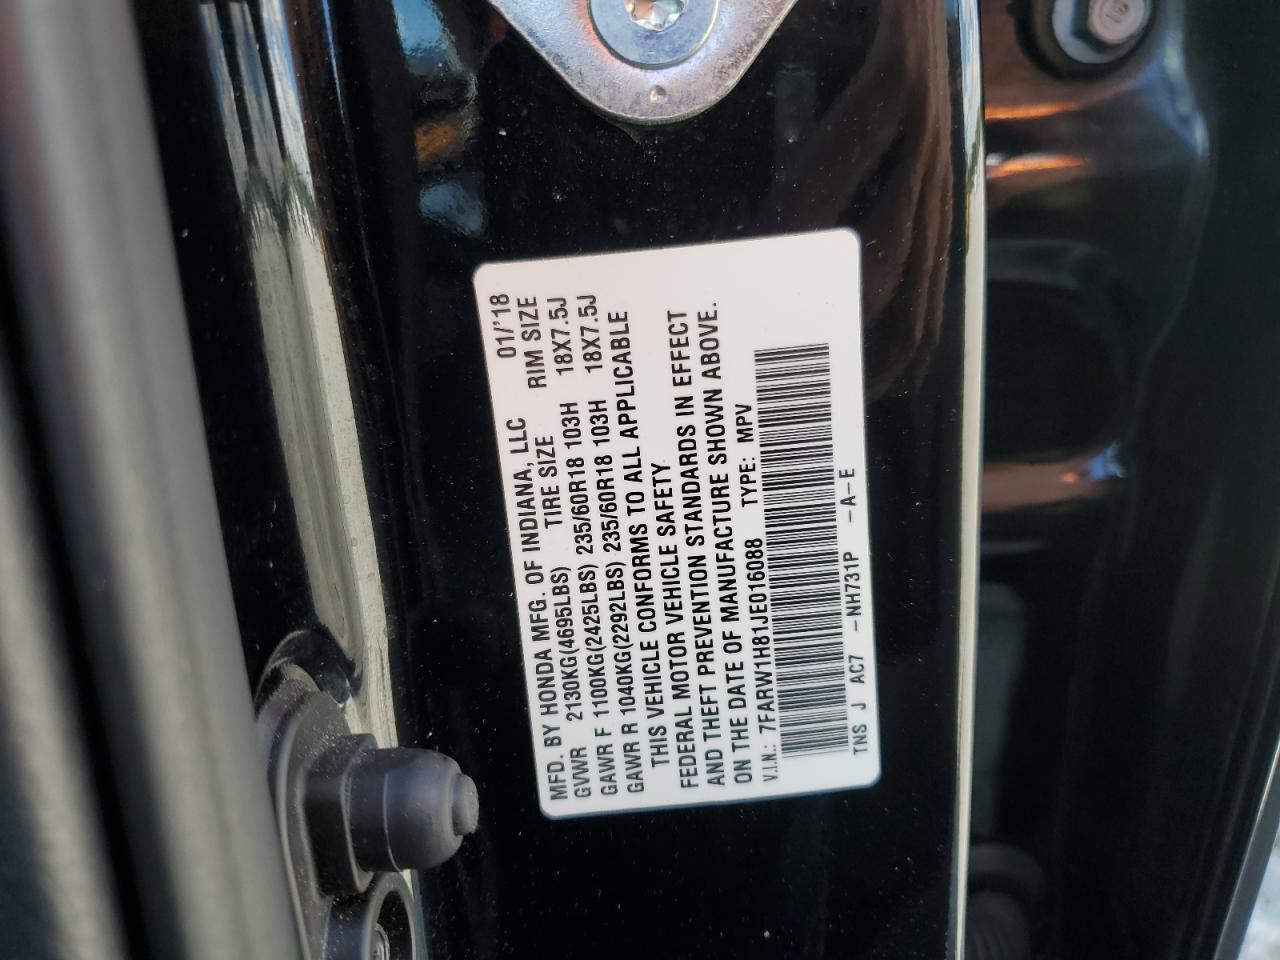 MFD. BY HONDA MFG. OF INDIANA, LLC 01/'18
GVWR 2130KG(4695LBS) TIRE SIZE RIM SIZE
GAWR F 1100KG(2425LBS) 235/60R18 103H 18X7.5J
GAWR R 1040KG(2292LBS) 235/60R18 103H 18X7.5J
THIS VEHICLE CONFORMS TO ALL APPLICABLE
FEDERAL MOTOR VEHICLE SAFETY
AND THEFT PREVENTION STANDARDS IN EFFECT
ON THE DATE OF MANUFACTURE SHOWN ABOVE.
V.I.N.: 7FARW1H81JE016088 TYPE: MPV
TNS J AC7 -NH731P -A-E